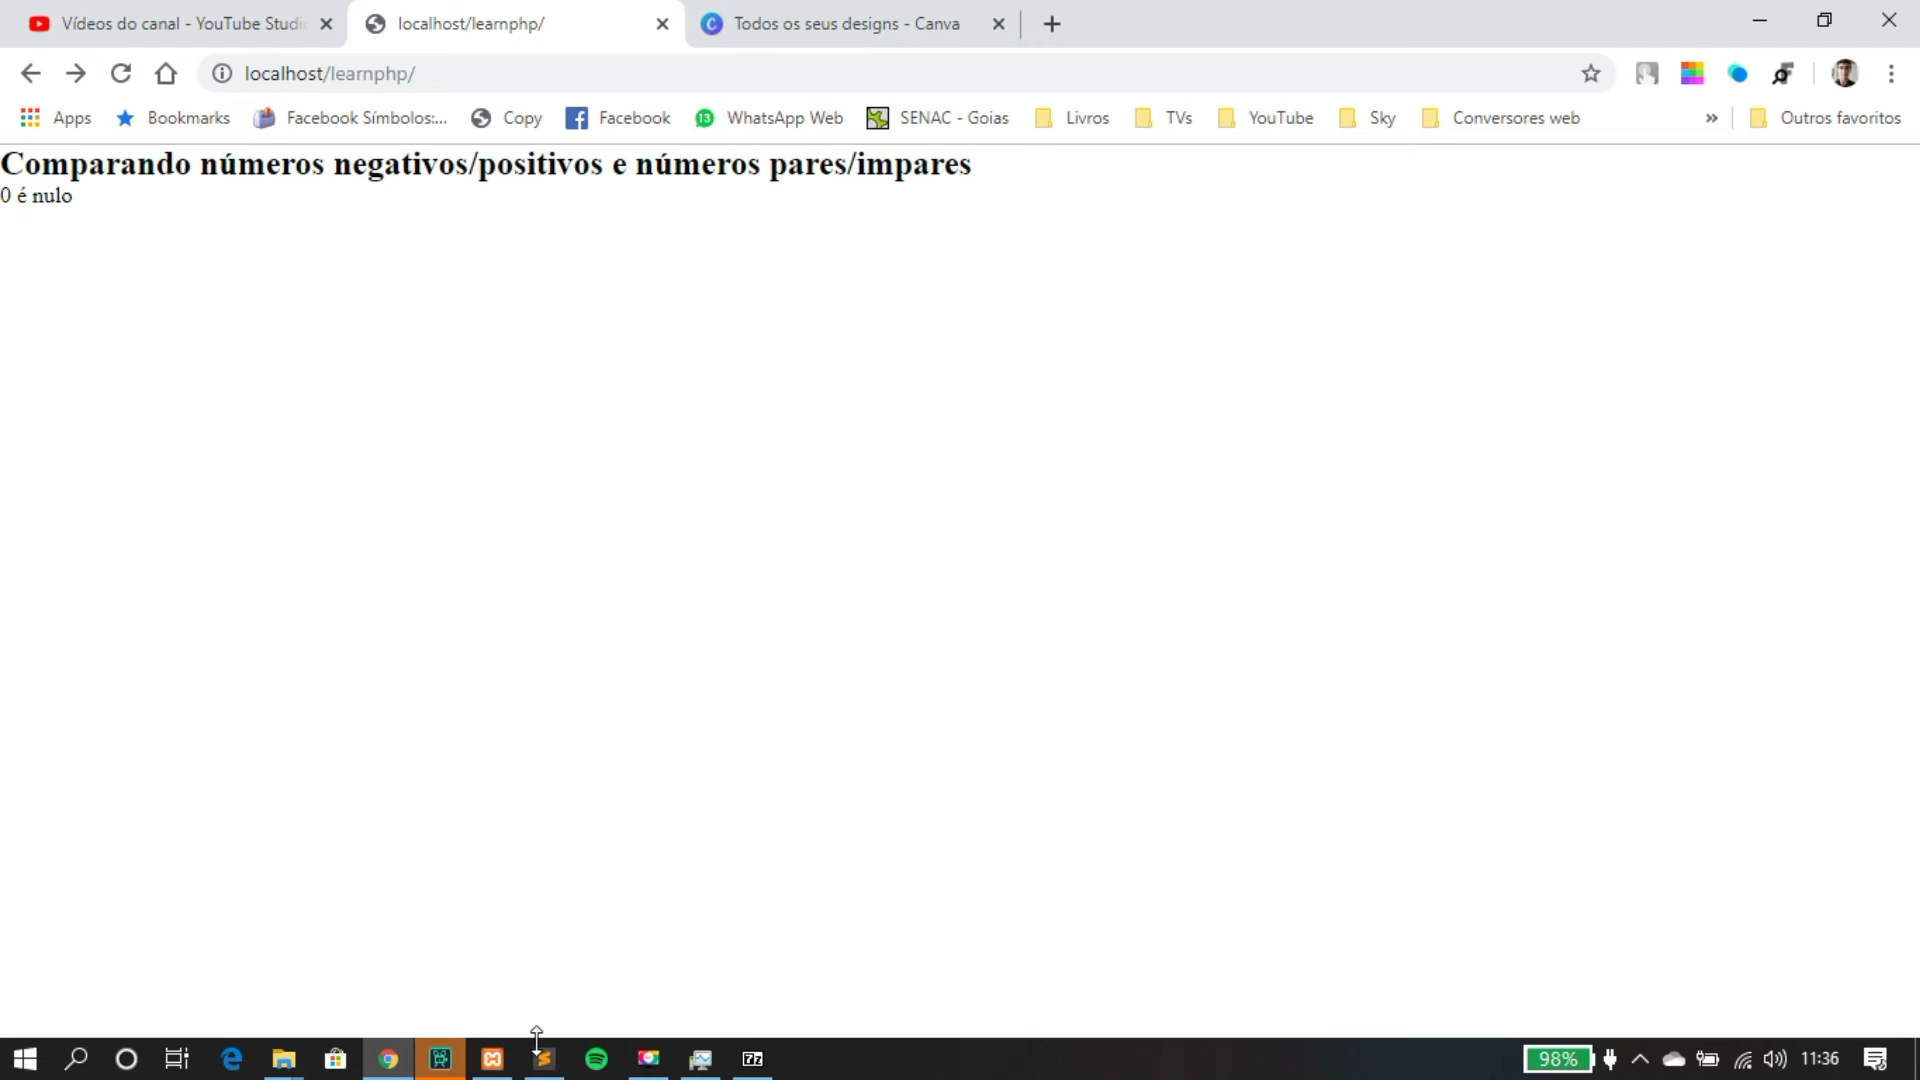 Vídeos do canal - YouTube Studi
localhost/learnphp/
Todos os seus designs - Canva
localhost/learnphp/
Apps
Bookmarks
Facebook Símbolos:...
Copy
13
Facebook
WhatsApp Web
SENAC - Goias
Livros
TVs
YouTube
Sky
Conversores web
»
Outros favoritos
Comparando números negativos/positivos e números pares/impares
0 é nulo
98%
11:36